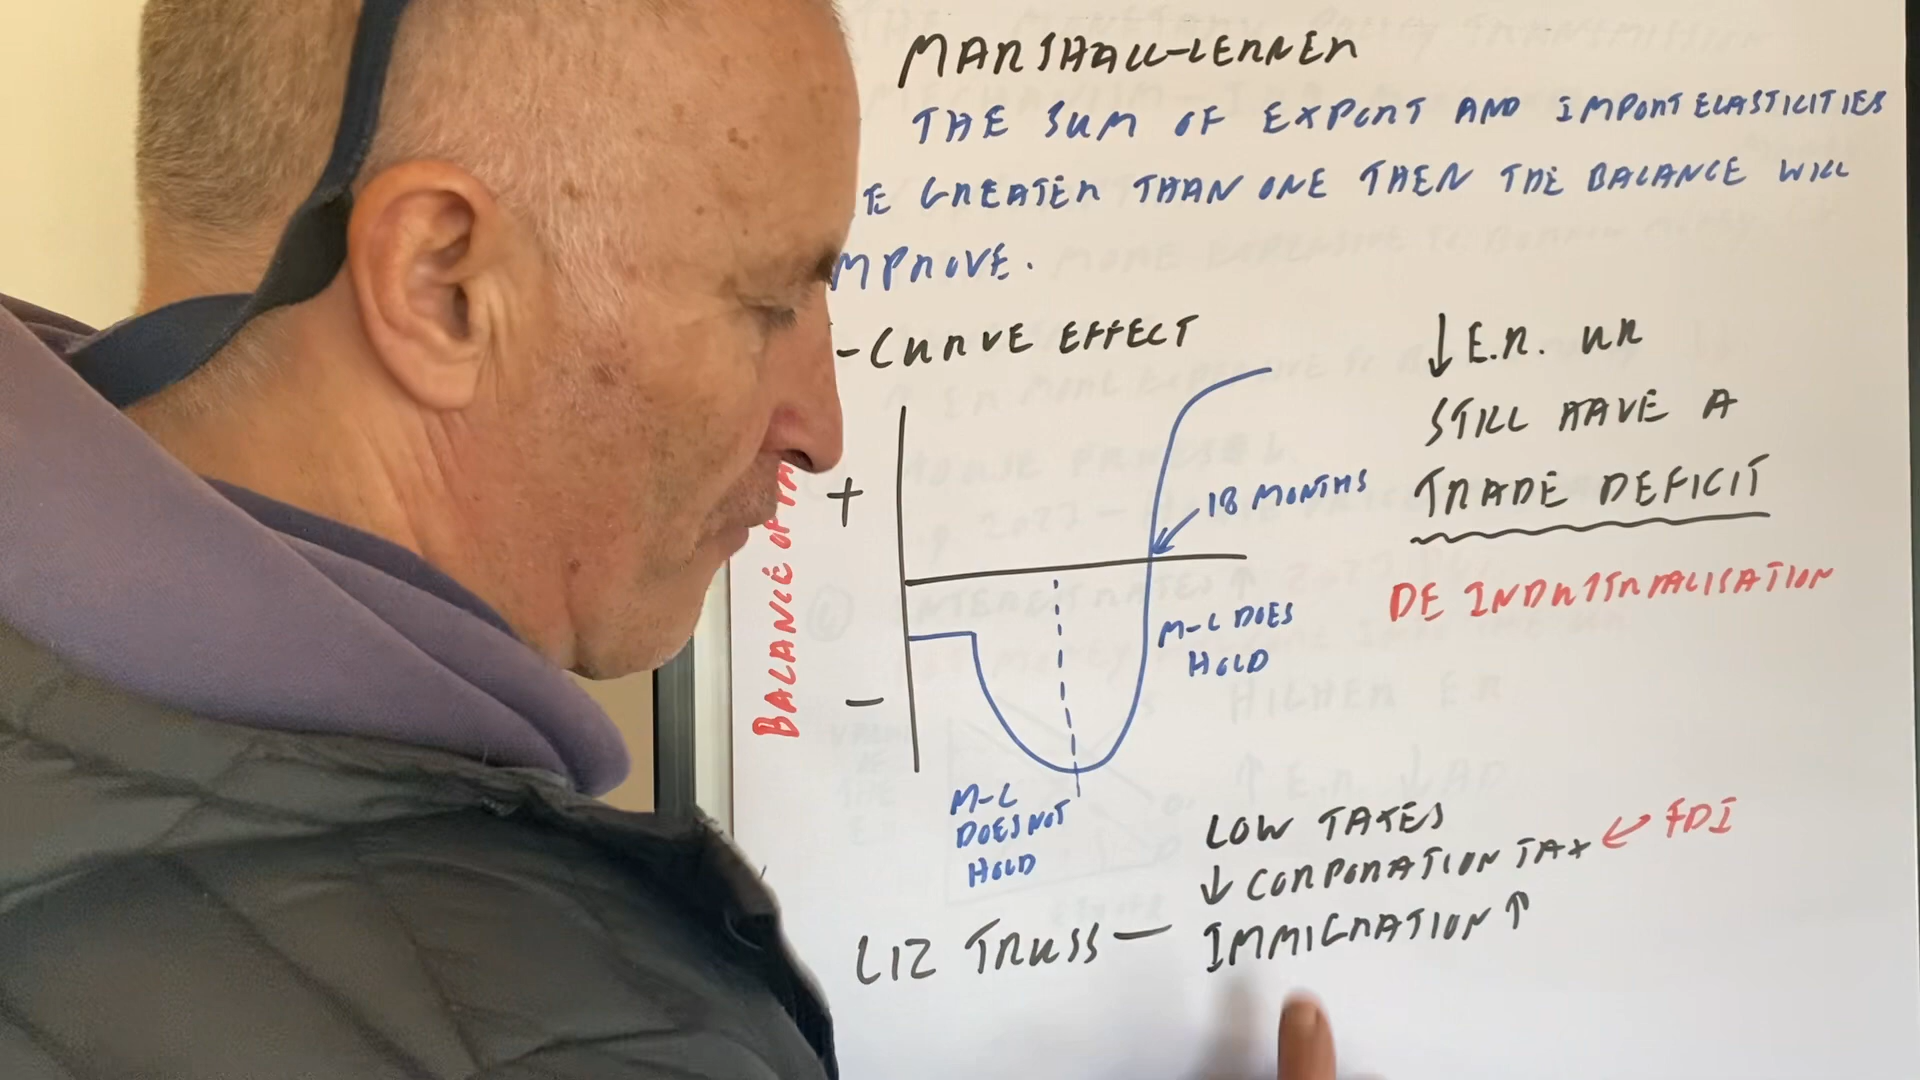 MARSHALL-LERNER
THE SUM OF EXPORT AND IMPORT ELASTICITIES
GREATER THAN ONE THEN THE BALANCE WILL
MPROVE.
-CURVE EFFECT
↓ E.R. UK
STILL HAVE A
TRADE DEFICIT
DE INDUSTRIALISATION
BALANCE OF
+
-
18 MONTHS
M-L DOES
HOLD
M-L
DOES NOT
HOLD
LIZ TRUSS -
LOW TAXES
↓ CORPORATION TAX ← FDI
IMMIGRATION ↑